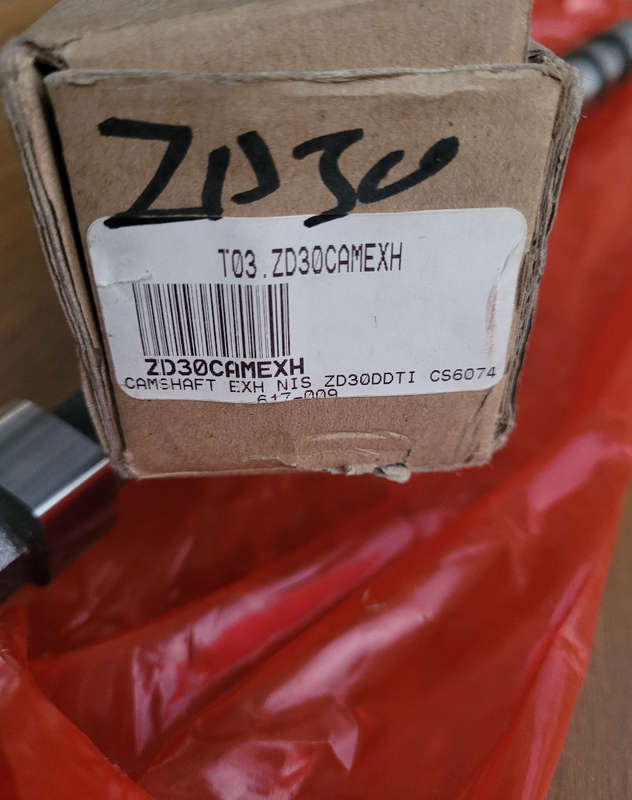 ZD30
T03.ZD30CAMEXH
ZD30CAMEXH
CAMSHAFT EXH NIS ZD30DDTI CS6074
617-009